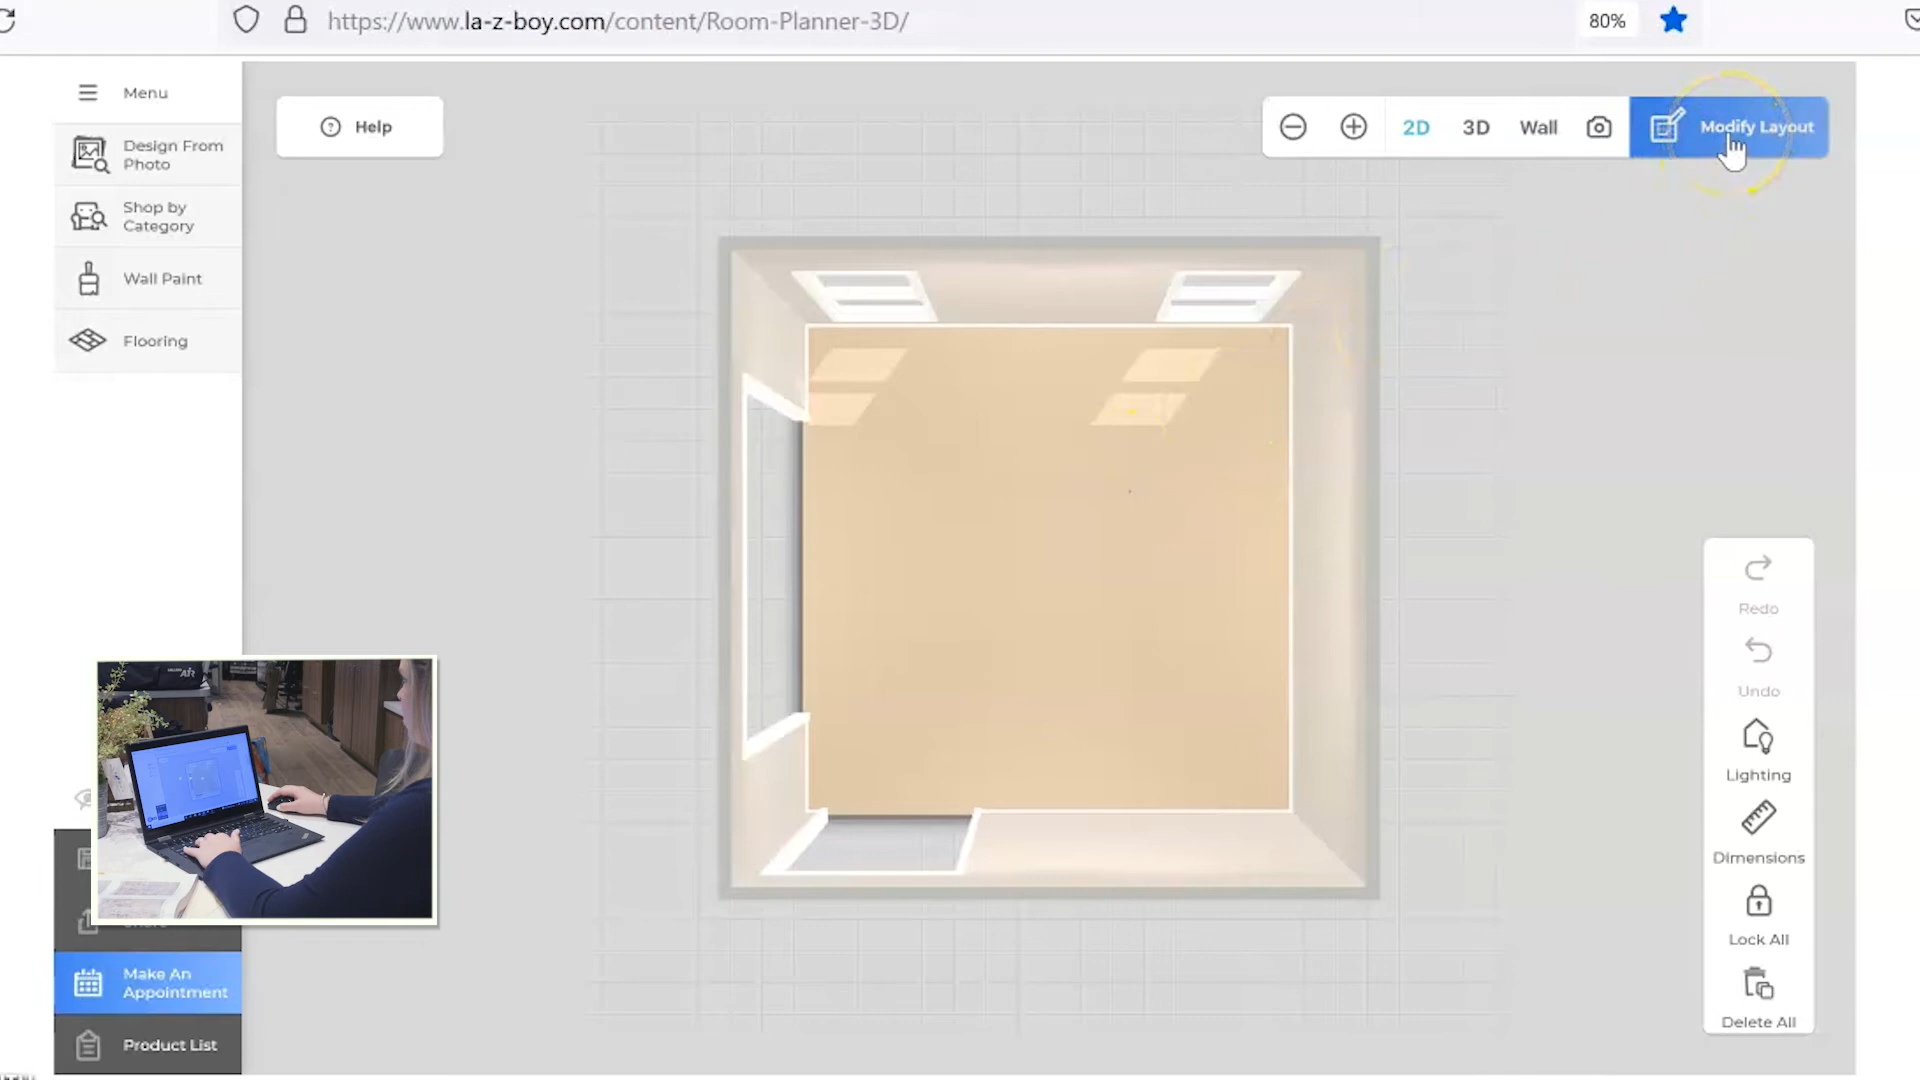 https://www.la-z-boy.com/content/Room-Planner-3D/
80%
Menu
Help
2D
3D
Wall
Modify Layout
Design From
Photo
Shop by
Category
Wall Paint
Flooring
Redo
Undo
Lighting
Dimensions
Lock All
Delete All
AIR
Make An
Appointment
Product List